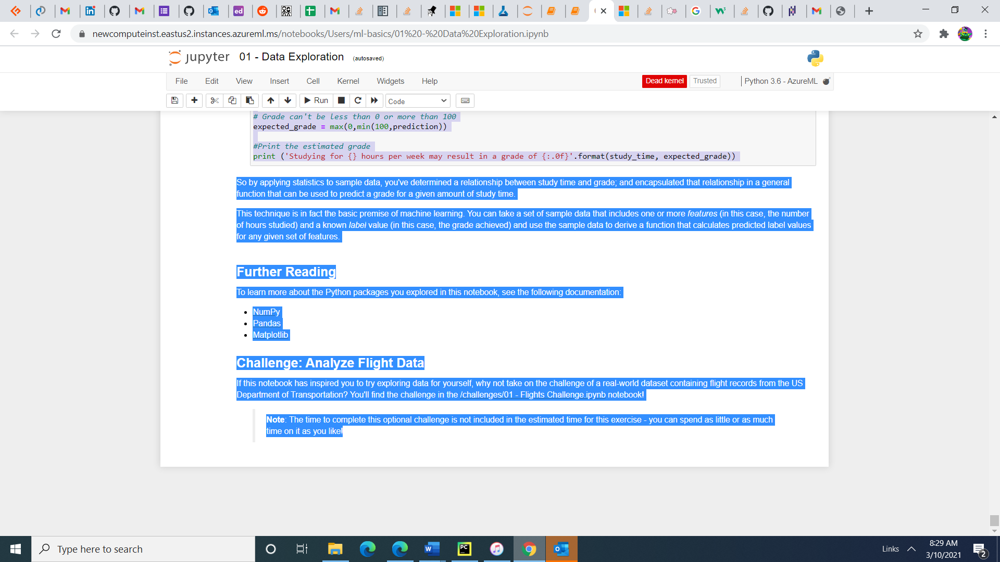 newcomputeinst.eastus2.instances.azureml.ms/notebooks/Users/ml-basics/01%20-%20Data%20Exploration.ipynb
jupyter 01 - Data Exploration (autosaved)
File Edit View Insert Cell Kernel Widgets Help Dead kernel Trusted Python 3.6 - AzureML
Run Code
# Grade can't be less than 0 or more than 100
expected_grade = max(0,min(100,prediction))
#Print the estimated grade
print ('Studying for {} hours per week may result in a grade of {:.0f}'.format(study_time, expected_grade))
So by applying statistics to sample data, you've determined a relationship between study time and grade; and encapsulated that relationship in a general
function that can be used to predict a grade for a given amount of study time.
This technique is in fact the basic premise of machine learning. You can take a set of sample data that includes one or more features (in this case, the number
of hours studied) and a known label value (in this case, the grade achieved) and use the sample data to derive a function that calculates predicted label values
for any given set of features.
Further Reading
To learn more about the Python packages you explored in this notebook, see the following documentation:
NumPy
Pandas
Matplotlib
Challenge: Analyze Flight Data
If this notebook has inspired you to try exploring data for yourself, why not take on the challenge of a real-world dataset containing flight records from the US
Department of Transportation? You'll find the challenge in the /challenges/01 - Flights Challenge.ipynb notebook!
Note: The time to complete this optional challenge is not included in the estimated time for this exercise - you can spend as little or as much
time on it as you like!
Type here to search
Links
8:29 AM
3/10/2021
2